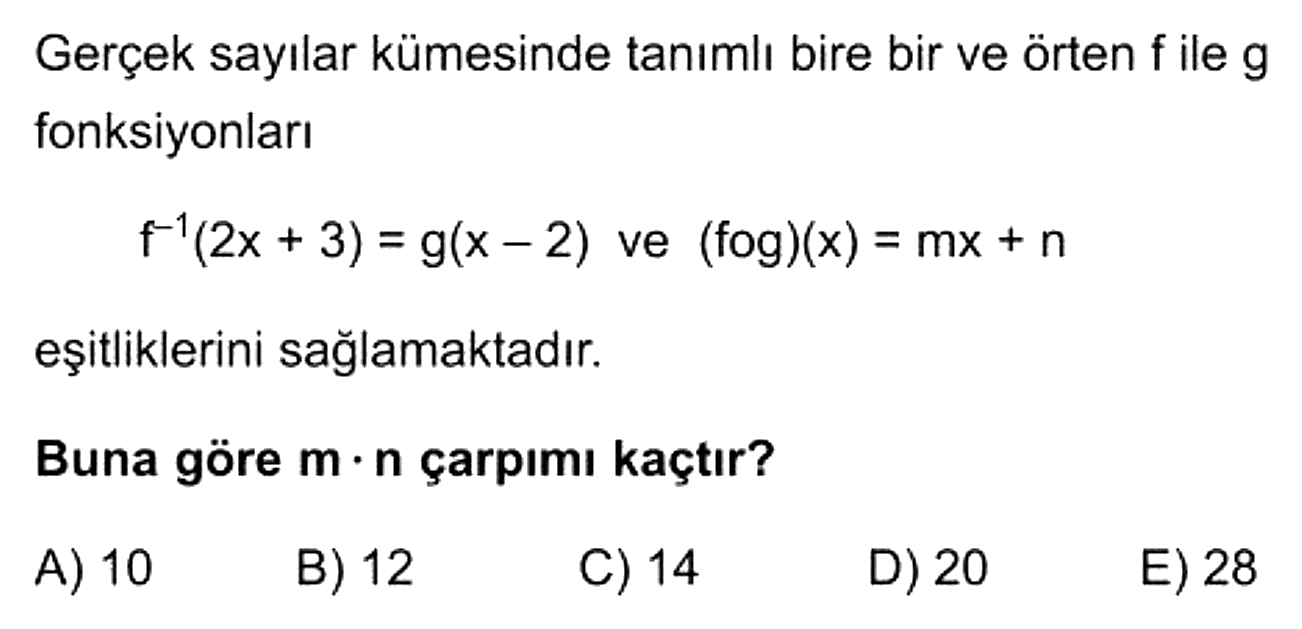 Gerçek sayılar kümesinde tanımlı bire bir ve örten f ile g
fonksiyonları
f⁻¹(2x + 3) = g(x – 2) ve (fog)(x) = mx + n
eşitliklerini sağlamaktadır.
Buna göre m · n çarpımı kaçtır?
A) 10 B) 12 C) 14 D) 20 E) 28